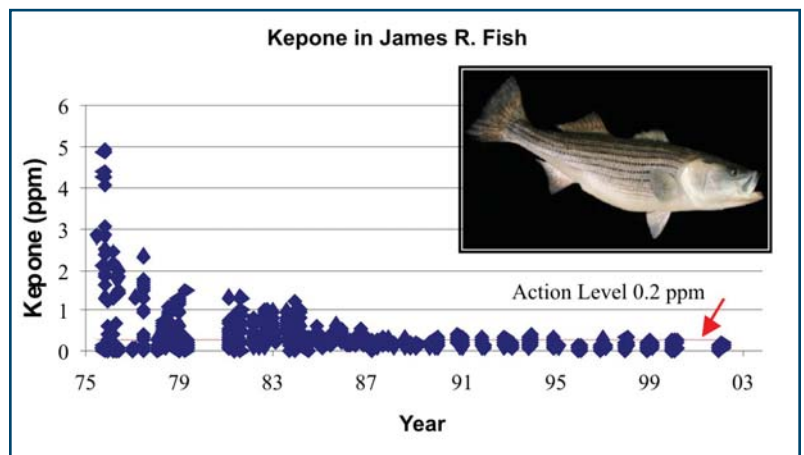 Kepone in James R. Fish
Kepone (ppm)
6
5
4
3
2
1
0
Action Level 0.2 ppm
75 79 83 87 91 95 99 03
Year